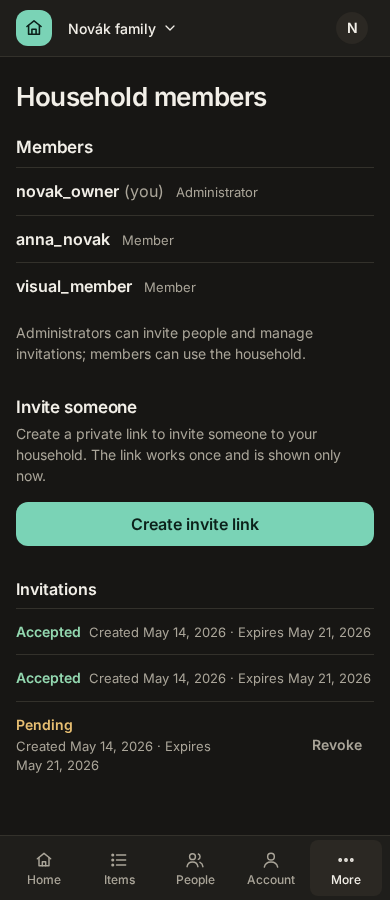 Novák family
N
Household members
Members
novak_owner (you) Administrator
anna_novak Member
visual_member Member
Administrators can invite people and manage
invitations; members can use the household.
Invite someone
Create a private link to invite someone to your
household. The link works once and is shown only
now.
Create invite link
Invitations
Accepted Created May 14, 2026 · Expires May 21, 2026
Accepted Created May 14, 2026 · Expires May 21, 2026
Pending
Created May 14, 2026 · Expires
May 21, 2026
Revoke
Home
Items
People
Account
More